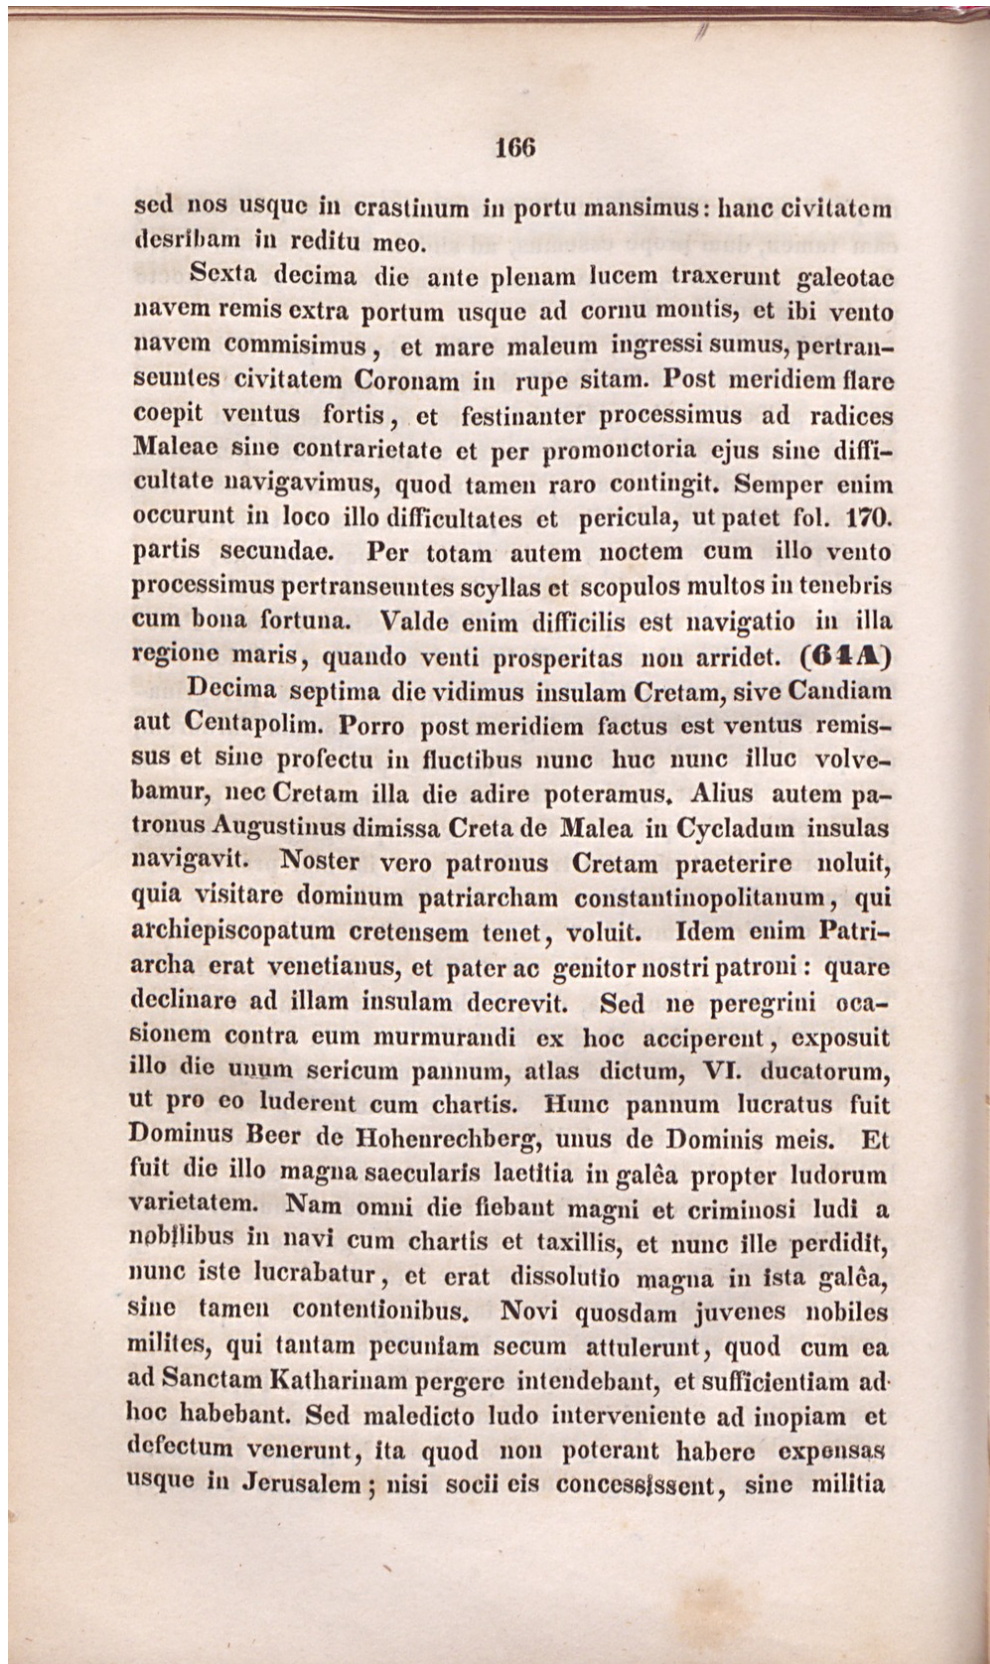 166
sed nos usque in crastinum in portu mansimus: hanc civitatem
desribam in reditu meo.
Sexta decima die ante plenam lucem traxerunt galeotae
navem remis extra portum usque ad cornu montis, et ibi vento
navem commisimus, et mare maleum ingressi sumus, pertran-
seuntes civitatem Coronam in rupe sitam. Post meridiem flare
coepit ventus fortis, et festinanter processimus ad radices
Maleae sine contrarietate et per promonctoria ejus sine diffi-
cultate navigavimus, quod tamen raro contingit. Semper enim
occurunt in loco illo difficultates et pericula, ut patet fol. 170.
partis secundae. Per totam autem noctem cum illo vento
processimus pertranseuntes scyllas et scopulos multos in tenebris
cum bona fortuna. Valde enim difficilis est navigatio in illa
regione maris, quando venti prosperitas non arridet. (64A)
Decima septima die vidimus insulam Cretam, sive Candiam
aut Centapolim. Porro post meridiem factus est ventus remis-
sus et sine profectu in fluctibus nunc huc nunc illuc volve-
bamur, nec Cretam illa die adire poteramus. Alius autem pa-
tronus Augustinus dimissa Creta de Malea in Cycladum insulas
navigavit. Noster vero patronus Cretam praeterire noluit,
quia visitare dominum patriarcham constantinopolitanum, qui
archiepiscopatum cretensem tenet, voluit. Idem enim Patri-
archa erat venetianus, et pater ac genitor nostri patroni: quare
declinare ad illam insulam decrevit. Sed ne peregrini oca-
sionem contra eum murmurandi ex hoc acciperent, exposuit
illo die unum sericum pannum, atlas dictum, VI. ducatorum,
ut pro eo luderent cum chartis. Hunc pannum lucratus fuit
Dominus Beer de Hohenrechberg, unus de Dominis meis. Et
fuit die illo magna saecularis laetitia in galêa propter ludorum
varietatem. Nam omni die fiebant magni et criminosi ludi a
nobilibus in navi cum chartis et taxillis, et nunc ille perdidit,
nunc iste lucrabatur, et erat dissolutio magna in ista galêa,
sine tamen contentionibus. Novi quosdam juvenes nobiles
milites, qui tantam pecuniam secum attulerunt, quod cum ea
ad Sanctam Katharinam pergere intendebant, et sufficientiam ad
hoc habebant. Sed maledicto ludo interveniente ad inopiam et
defectum venerunt, ita quod non poterant habere expensas
usque in Jerusalem; nisi socii eis concessissent, sine militia